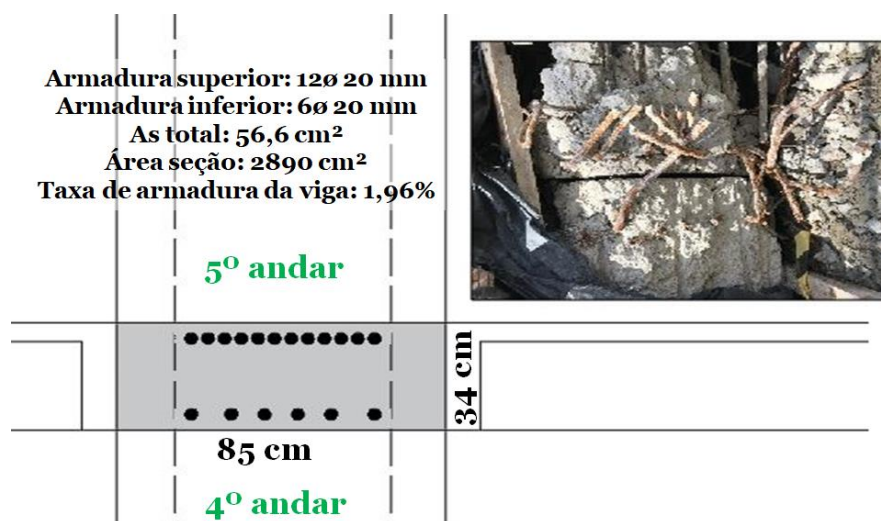 Armadura superior: 12ø 20 mm
Armadura inferior: 6ø 20 mm
As total: 56,6 cm²
Área seção: 2890 cm²
Taxa de armadura da viga: 1,96%
5º andar
34 cm
85 cm
4º andar